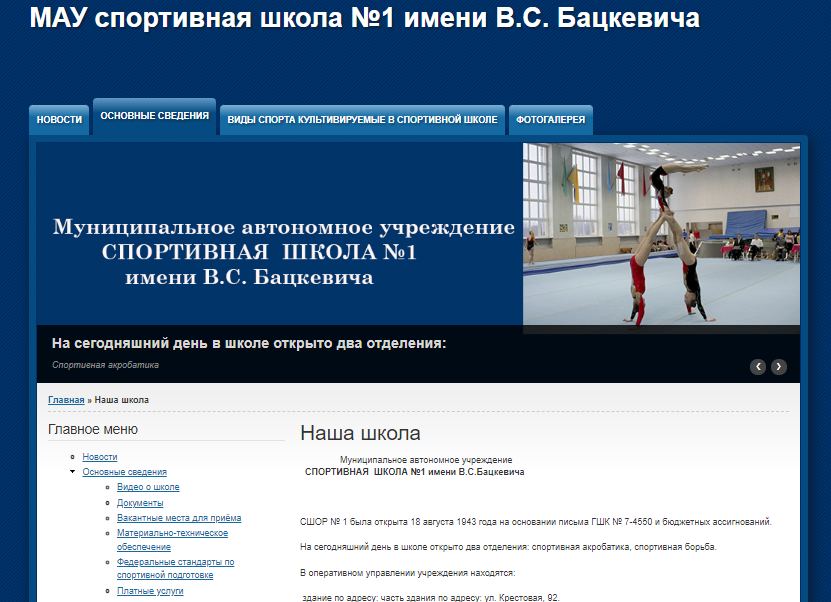 МАУ спортивная школа №1 имени В.С. Бацкевича
НОВОСТИ
ОСНОВНЫЕ СВЕДЕНИЯ
ВИДЫ СПОРТА КУЛЬТИВИРУЕМЫЕ В СПОРТИВНОЙ ШКОЛЕ
ФОТОГАЛЕРЕЯ
Муниципальное автономное учреждение
СПОРТИВНАЯ ШКОЛА №1
имени В.С. Бацкевича
На сегодняшний день в школе открыто два отделения:
Спортивная акробатика
Главная » Наша школа
Главное меню
Новости
Основные сведения
Видео о школе
Документы
Вакантные места для приёма
Материально-техническое
обеспечение
Федеральные стандарты по
спортивной подготовке
Платные услуги
Наша школа
Муниципальное автономное учреждение
СПОРТИВНАЯ ШКОЛА №1 имени В.С.Бацкевича
СШОР № 1 была открыта 18 августа 1943 года на основании письма ГШК № 7-4550 и бюджетных ассигнований.
На сегодняшний день в школе открыто два отделения: спортивная акробатика, спортивная борьба.
В оперативном управлении учреждения находятся:
здание по адресу: часть здания по адресу: ул. Крестовая, 92.